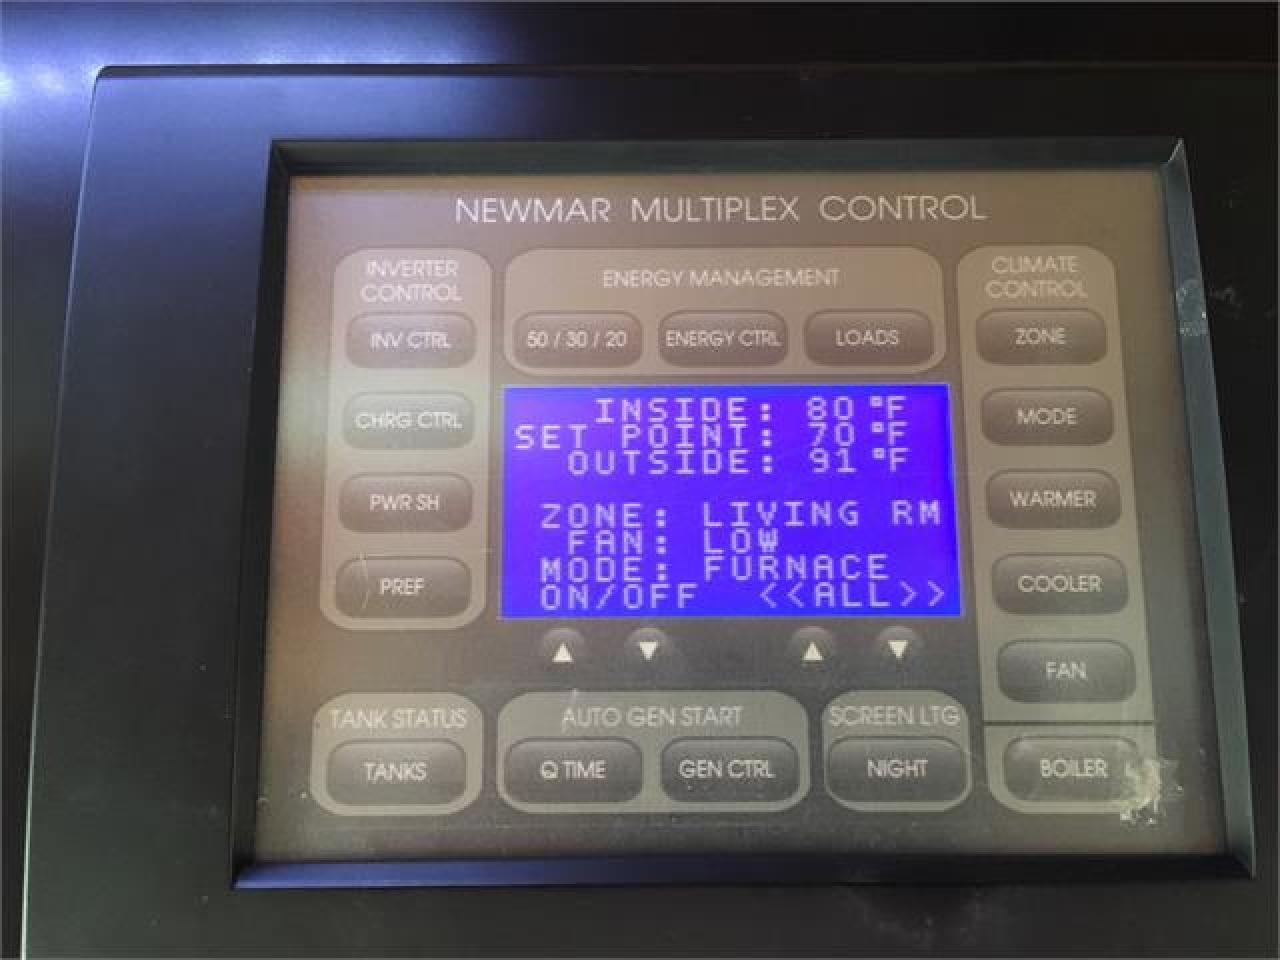 NEWMAR MULTIPLEX CONTROL
INVERTER
CONTROL
INV CTRL
CHRG CTRL
PWR SH
PREF
ENERGY MANAGEMENT
50 / 30 / 20
ENERGY CTRL
LOADS
INSIDE: 80 °F
SET POINT: 70 °F
OUTSIDE: 91 °F
ZONE: LIVING RM
FAN: LOW
MODE: FURNACE
ON/OFF <<ALL>>
▲ ▼ ▲ ▼
CLIMATE
CONTROL
ZONE
MODE
WARMER
COOLER
FAN
BOILER
TANK STATUS
TANKS
AUTO GEN START
Q TIME
GEN CTRL
SCREEN LTG
NIGHT